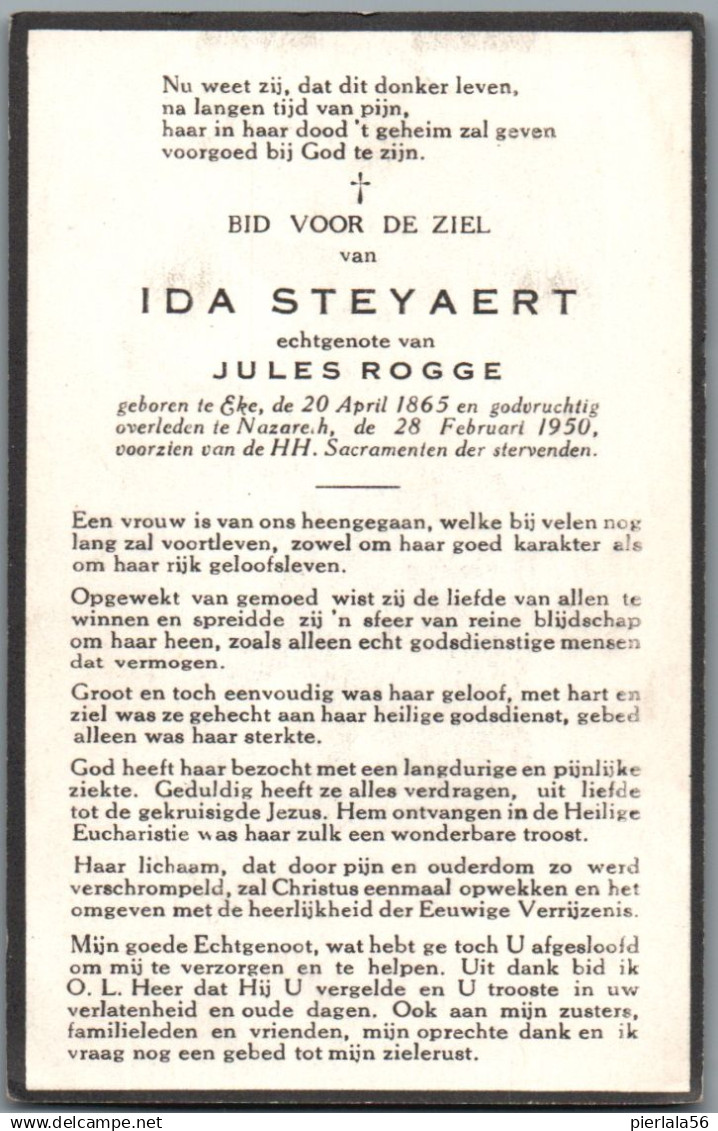 Nu weet zij, dat dit donker leven,
na langen tijd van pijn,
haar in haar dood 't geheim zal geven
voorgoed bij God te zijn.
†
BID VOOR DE ZIEL
van
IDA STEYAERT
echtgenote van
JULES ROGGE
geboren te Eke, de 20 April 1865 en godvruchtig
overleden te Nazareth, de 28 Februari 1950,
voorzien van de HH. Sacramenten der stervenden.
Een vrouw is van ons heengegaan, welke bij velen nog
lang zal voortleven, zowel om haar goed karakter als
om haar rijk geloofsleven.
Opgewekt van gemoed wist zij de liefde van allen te
winnen en spreidde zij 'n sfeer van reine blijdschap
om haar heen, zoals alleen echt godsdienstige mensen
dat vermogen.
Groot en toch eenvoudig was haar geloof, met hart en
ziel was ze gehecht aan haar heilige godsdienst, gebed
alleen was haar sterkte.
God heeft haar bezocht met een langdurige en pijnlijke
ziekte. Geduldig heeft ze alles verdragen, uit liefde
tot de gekruisigde Jezus. Hem ontvangen in de Heilige
Eucharistie was haar zulk een wonderbare troost.
Haar lichaam, dat door pijn en ouderdom zo werd
verschrompeld, zal Christus eenmaal opwekken en het
omgeven met de heerlijkheid der Eeuwige Verrijzenis.
Mijn goede Echtgenoot, wat hebt ge toch U afgesloofd
om mij te verzorgen en te helpen. Uit dank bid ik
O. L. Heer dat Hij U vergelde en U trooste in uw
verlatenheid en oude dagen. Ook aan mijn zusters,
familieleden en vrienden, mijn oprechte dank en ik
vraag nog een gebed tot mijn zielerust.
delcampe.net
pierlala56